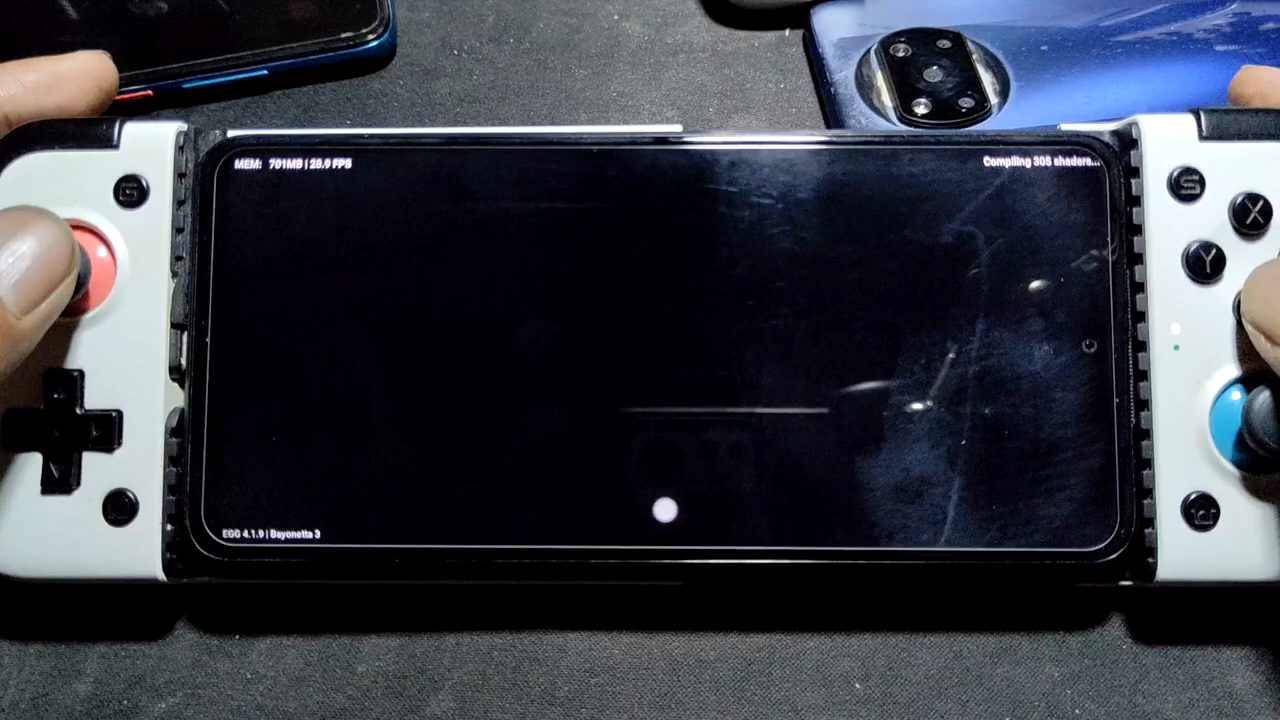 MEM: 701MB | 28.9 FPS
Compiling 305 shaders...
G
S
X
Y
EGG 4.1.9 | Bayonetta 3